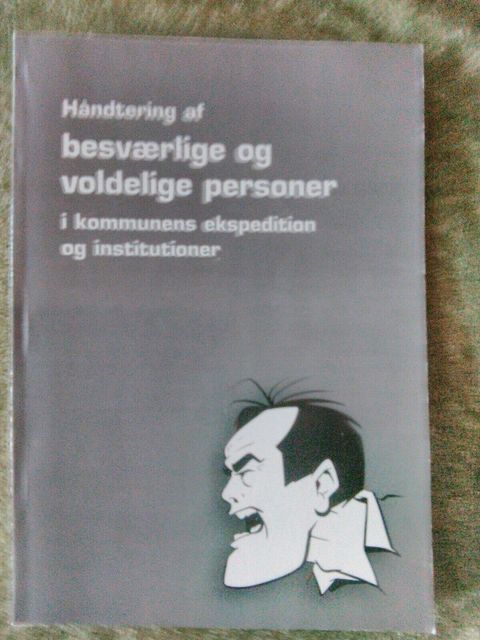 Håndtering af
besværlige og
voldelige personer
i kommunens ekspedition
og institutioner